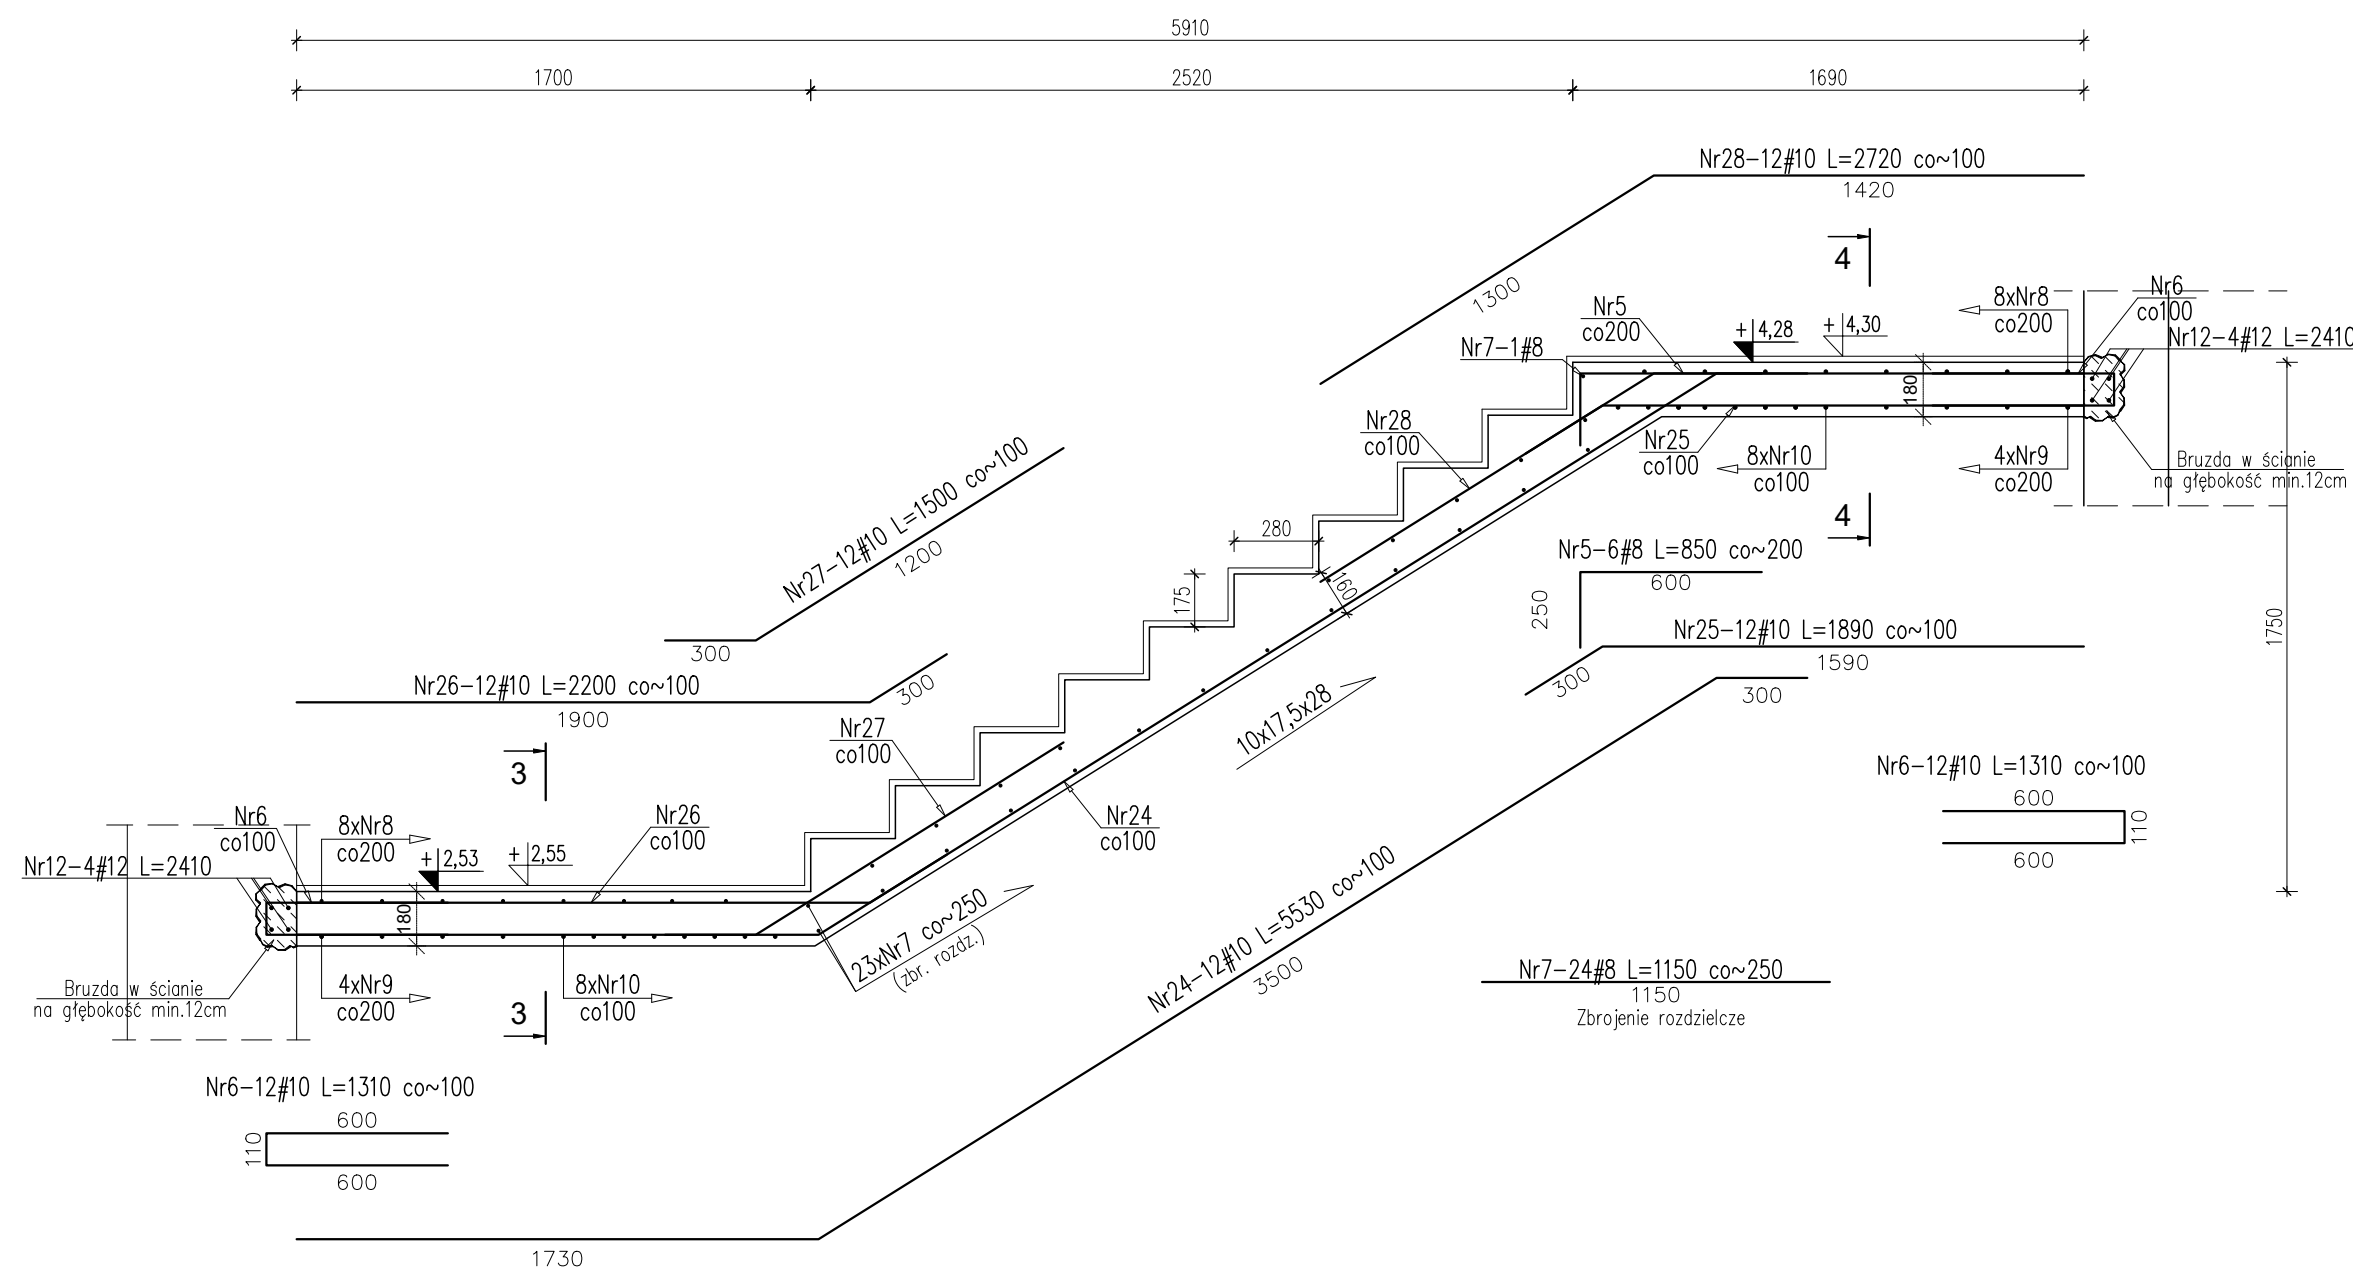 5910
1700
2520
1690
Nr28-12#10 L=2720 co~100
1420
1300
4
Nr5
co200
Nr7-1#8
+4,28
+4,30
8xNr8
co200
Nr6
co100
Nr12-4#12 L=2410
180
Nr28
co100
Nr25
co100
8xNr10
co100
4xNr9
co200
Bruzda w ścianie
na głębokość min.12cm
4
Nr27-12#10 L=1500 co~100
1200
300
280
175
160
Nr5-6#8 L=850 co~200
600
250
Nr25-12#10 L=1890 co~100
1590
300
300
1750
Nr26-12#10 L=2200 co~100
1900
300
10x17,5x28
3
Nr27
co100
Nr6-12#10 L=1310 co~100
600
110
600
Nr6
co100
8xNr8
co200
Nr26
co100
Nr24
co100
Nr12-4#12 L=2410
+2,53
+2,55
180
23xNr7 co~250
(zbr. rozdz.)
Nr24-12#10 L=5530 co~100
3500
Bruzda w ścianie
na głębokość min.12cm
4xNr9
co200
8xNr10
co100
3
Nr7-24#8 L=1150 co~250
1150
Zbrojenie rozdzielcze
Nr6-12#10 L=1310 co~100
600
110
600
1730